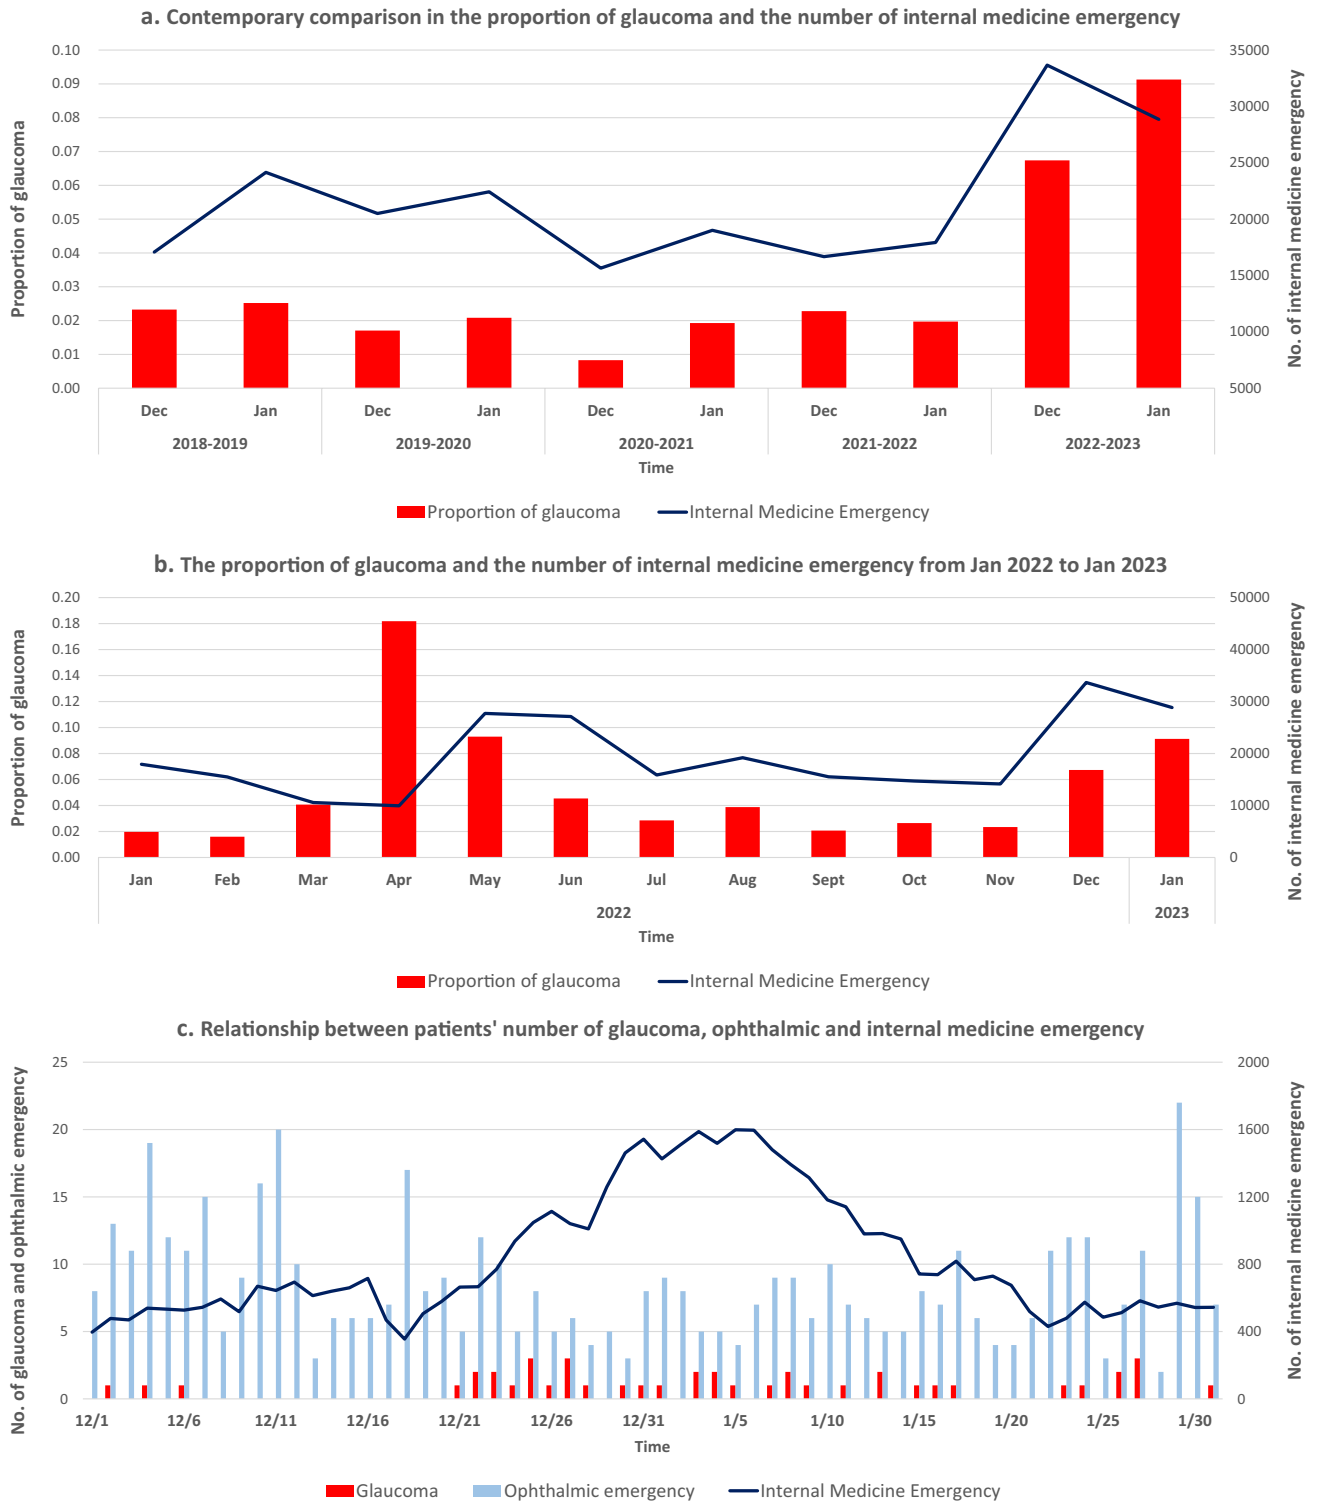 a. Contemporary comparison in the proportion of glaucoma and the number of internal medicine emergency
Proportion of glaucoma
No. of internal medicine emergency
0.10 35000
0.09 30000
0.08
0.07 25000
0.06
0.05 20000
0.04 15000
0.03
0.02 10000
0.01
0.00 5000
Dec Jan Dec Jan Dec Jan Dec Jan Dec Jan
2018-2019 2019-2020 2020-2021 2021-2022 2022-2023
Time
Proportion of glaucoma Internal Medicine Emergency
b. The proportion of glaucoma and the number of internal medicine emergency from Jan 2022 to Jan 2023
Proportion of glaucoma
No. of internal medicine emergency
0.20 50000
0.18
0.16 40000
0.14
0.12 30000
0.10
0.08 20000
0.06
0.04 10000
0.02
0.00 0
Jan Feb Mar Apr May Jun Jul Aug Sept Oct Nov Dec Jan
2022 2023
Time
Proportion of glaucoma Internal Medicine Emergency
c. Relationship between patients' number of glaucoma, ophthalmic and internal medicine emergency
No. of glaucoma and ophthalmic emergency
No. of internal medicine emergency
25 2000
20 1600
15 1200
10 800
5 400
0 0
12/1 12/6 12/11 12/16 12/21 12/26 12/31 1/5 1/10 1/15 1/20 1/25 1/30
Time
Glaucoma Ophthalmic emergency Internal Medicine Emergency